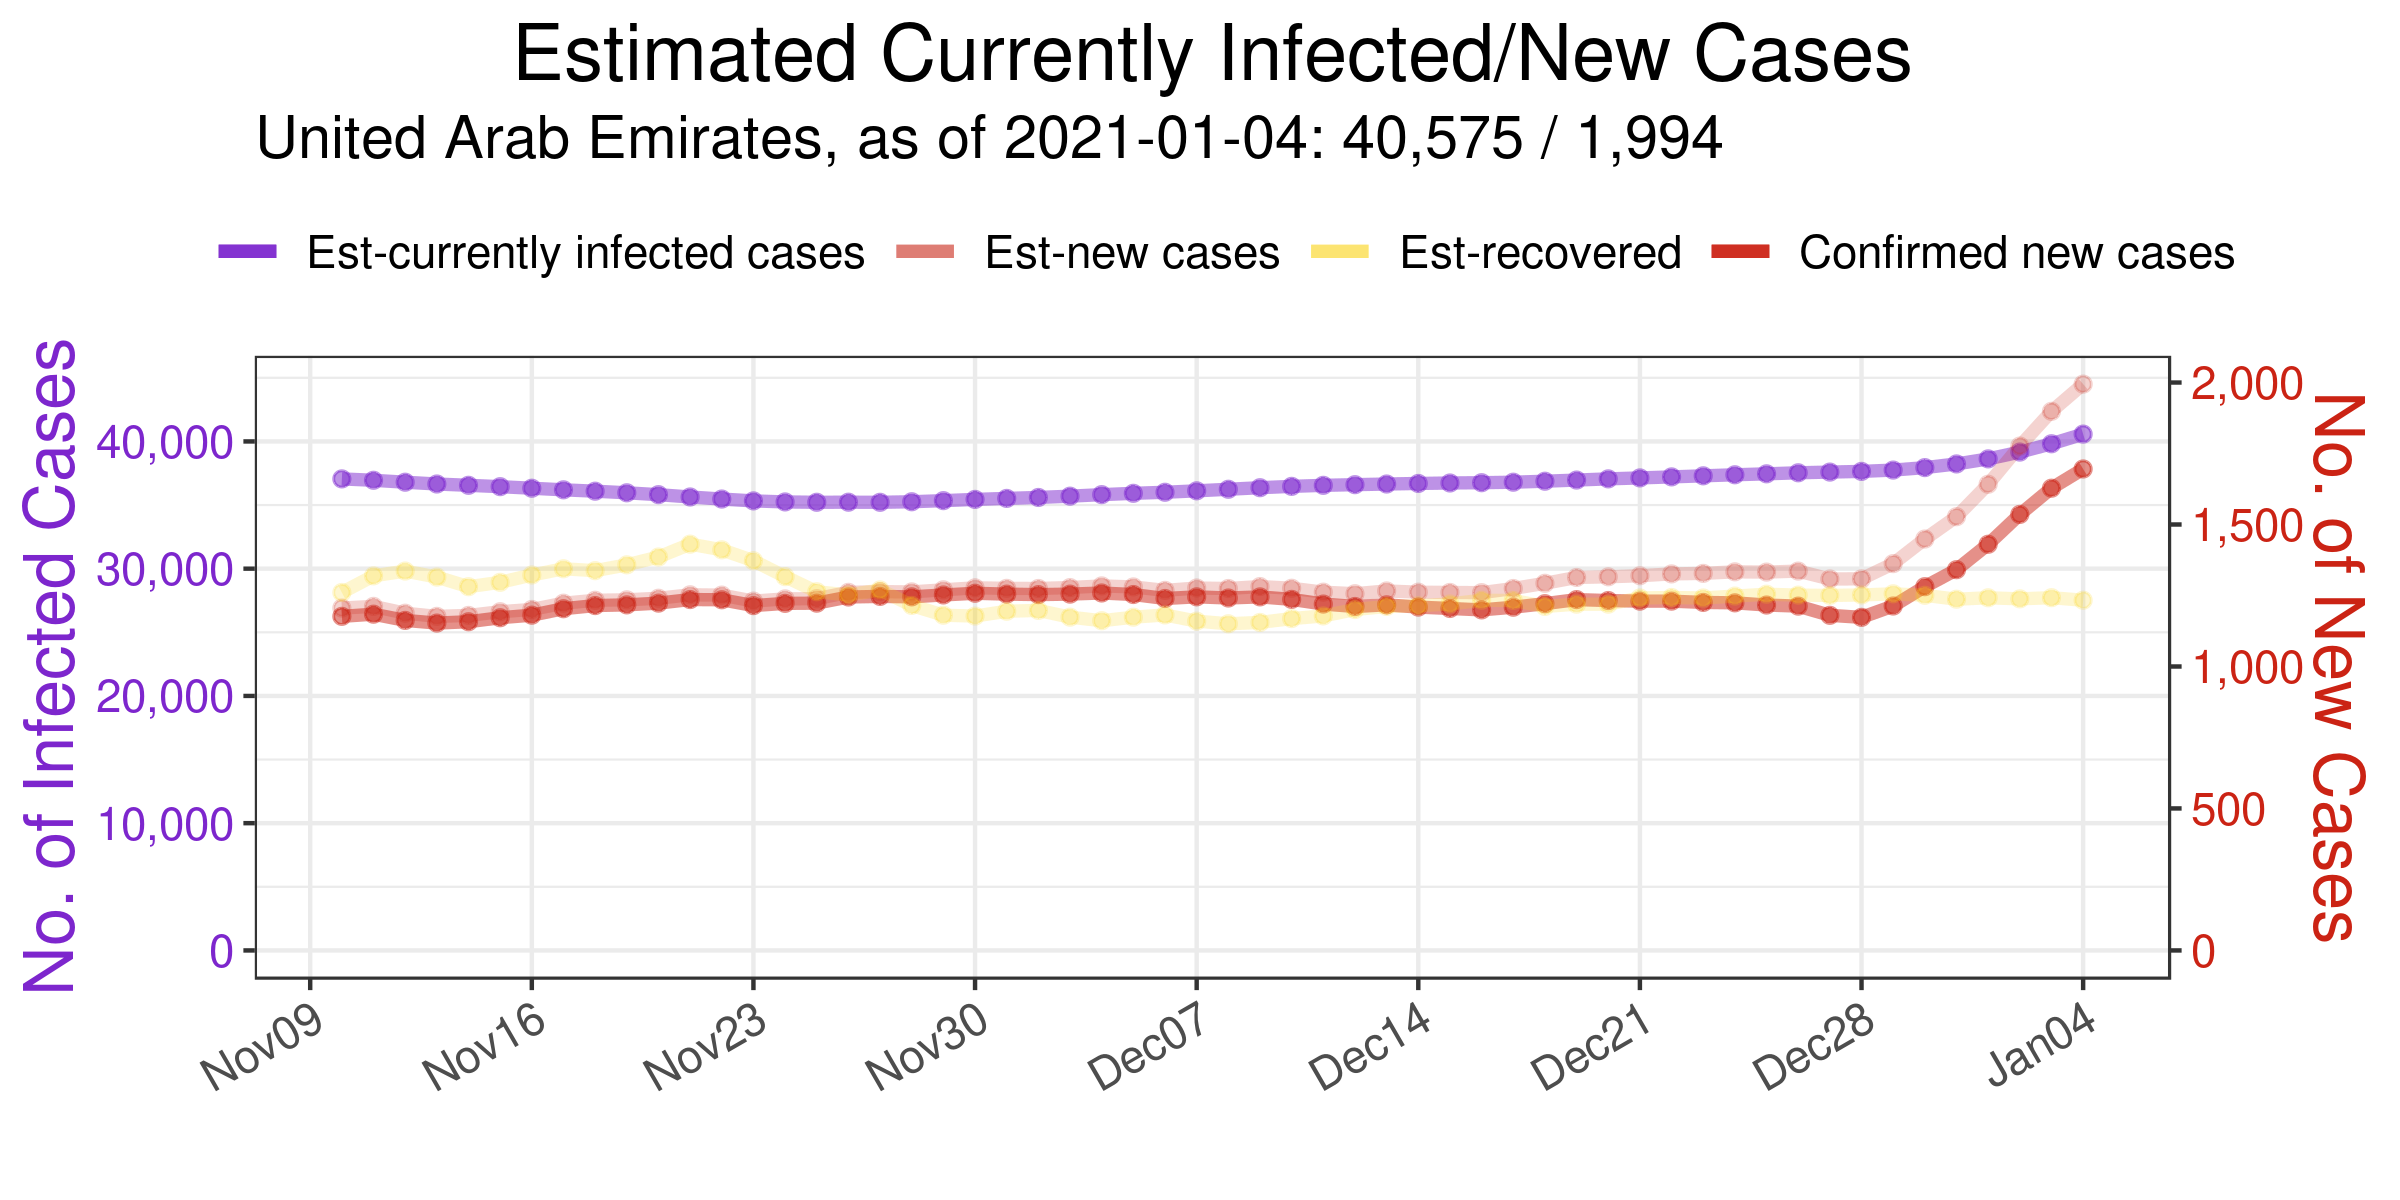 Estimated Currently Infected/New Cases
United Arab Emirates, as of 2021-01-04: 40,575 / 1,994
Est-currently infected cases Est-new cases Est-recovered Confirmed new cases
No. of Infected Cases
40,000
30,000
20,000
10,000
0
2,000
1,500
1,000
500
0
No. of New Cases
Nov09 Nov16 Nov23 Nov30 Dec07 Dec14 Dec21 Dec28 Jan04